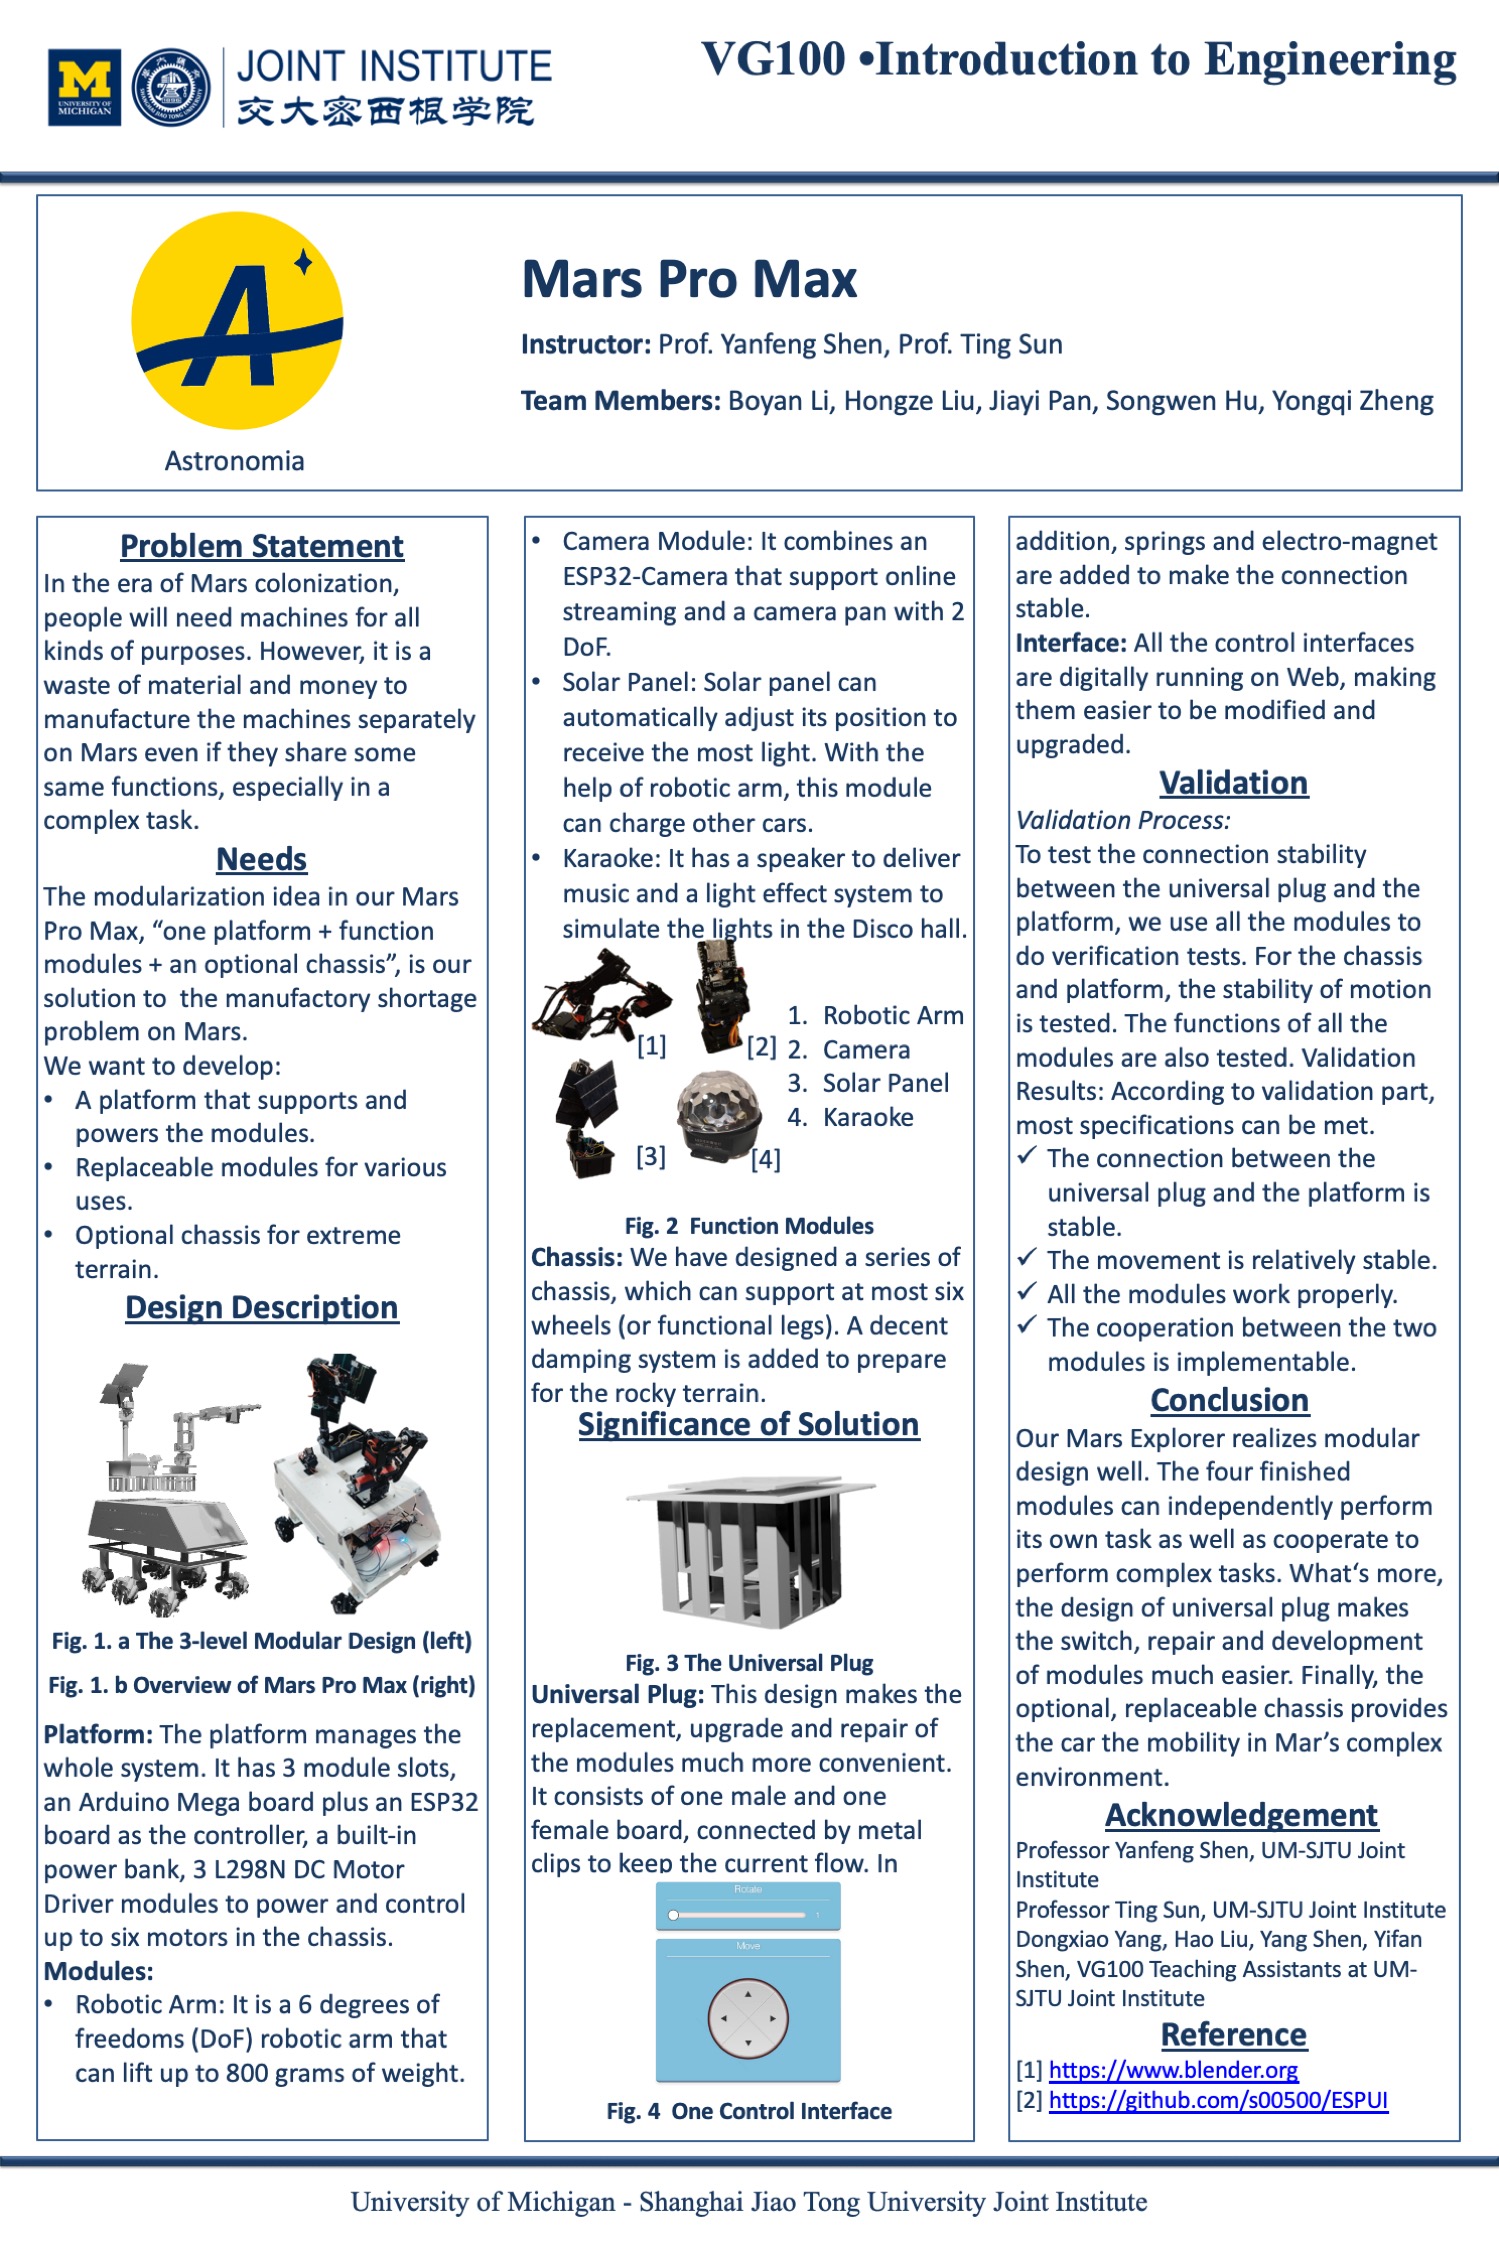 M
UNIVERSITY OF
MICHIGAN
JOINT INSTITUTE
交大密西根学院
VG100 •Introduction to Engineering
Astronomia
Mars Pro Max
Instructor: Prof. Yanfeng Shen, Prof. Ting Sun
Team Members: Boyan Li, Hongze Liu, Jiayi Pan, Songwen Hu, Yongqi Zheng
Problem Statement
In the era of Mars colonization,
people will need machines for all
kinds of purposes. However, it is a
waste of material and money to
manufacture the machines separately
on Mars even if they share some
same functions, especially in a
complex task.
Needs
The modularization idea in our Mars
Pro Max, “one platform + function
modules + an optional chassis”, is our
solution to  the manufactory shortage
problem on Mars.
We want to develop:
• A platform that supports and
powers the modules.
• Replaceable modules for various
uses.
• Optional chassis for extreme
terrain.
Design Description
Fig. 1. a The 3-level Modular Design (left)
Fig. 1. b Overview of Mars Pro Max (right)
Platform: The platform manages the
whole system. It has 3 module slots,
an Arduino Mega board plus an ESP32
board as the controller, a built-in
power bank, 3 L298N DC Motor
Driver modules to power and control
up to six motors in the chassis.
Modules:
• Robotic Arm: It is a 6 degrees of
freedoms (DoF) robotic arm that
can lift up to 800 grams of weight.
• Camera Module: It combines an
ESP32-Camera that support online
streaming and a camera pan with 2
DoF.
• Solar Panel: Solar panel can
automatically adjust its position to
receive the most light. With the
help of robotic arm, this module
can charge other cars.
• Karaoke: It has a speaker to deliver
music and a light effect system to
simulate the lights in the Disco hall.
[1]
[2]
[3]
[4]
1. Robotic Arm
2. Camera
3. Solar Panel
4. Karaoke
Fig. 2  Function Modules
Chassis: We have designed a series of
chassis, which can support at most six
wheels (or functional legs). A decent
damping system is added to prepare
for the rocky terrain.
Significance of Solution
Fig. 3 The Universal Plug
Universal Plug: This design makes the
replacement, upgrade and repair of
the modules much more convenient.
It consists of one male and one
female board, connected by metal
clips to keep the current flow. In
Rotate
1
Move
Fig. 4  One Control Interface
addition, springs and electro-magnet
are added to make the connection
stable.
Interface: All the control interfaces
are digitally running on Web, making
them easier to be modified and
upgraded.
Validation
Validation Process:
To test the connection stability
between the universal plug and the
platform, we use all the modules to
do verification tests. For the chassis
and platform, the stability of motion
is tested. The functions of all the
modules are also tested. Validation
Results: According to validation part,
most specifications can be met.
✓ The connection between the
universal plug and the platform is
stable.
✓ The movement is relatively stable.
✓ All the modules work properly.
✓ The cooperation between the two
modules is implementable.
Conclusion
Our Mars Explorer realizes modular
design well. The four finished
modules can independently perform
its own task as well as cooperate to
perform complex tasks. What‘s more,
the design of universal plug makes
the switch, repair and development
of modules much easier. Finally, the
optional, replaceable chassis provides
the car the mobility in Mar’s complex
environment.
Acknowledgement
Professor Yanfeng Shen, UM-SJTU Joint
Institute
Professor Ting Sun, UM-SJTU Joint Institute
Dongxiao Yang, Hao Liu, Yang Shen, Yifan
Shen, VG100 Teaching Assistants at UM-
SJTU Joint Institute
Reference
[1] https://www.blender.org
[2] https://github.com/s00500/ESPUI
University of Michigan - Shanghai Jiao Tong University Joint Institute